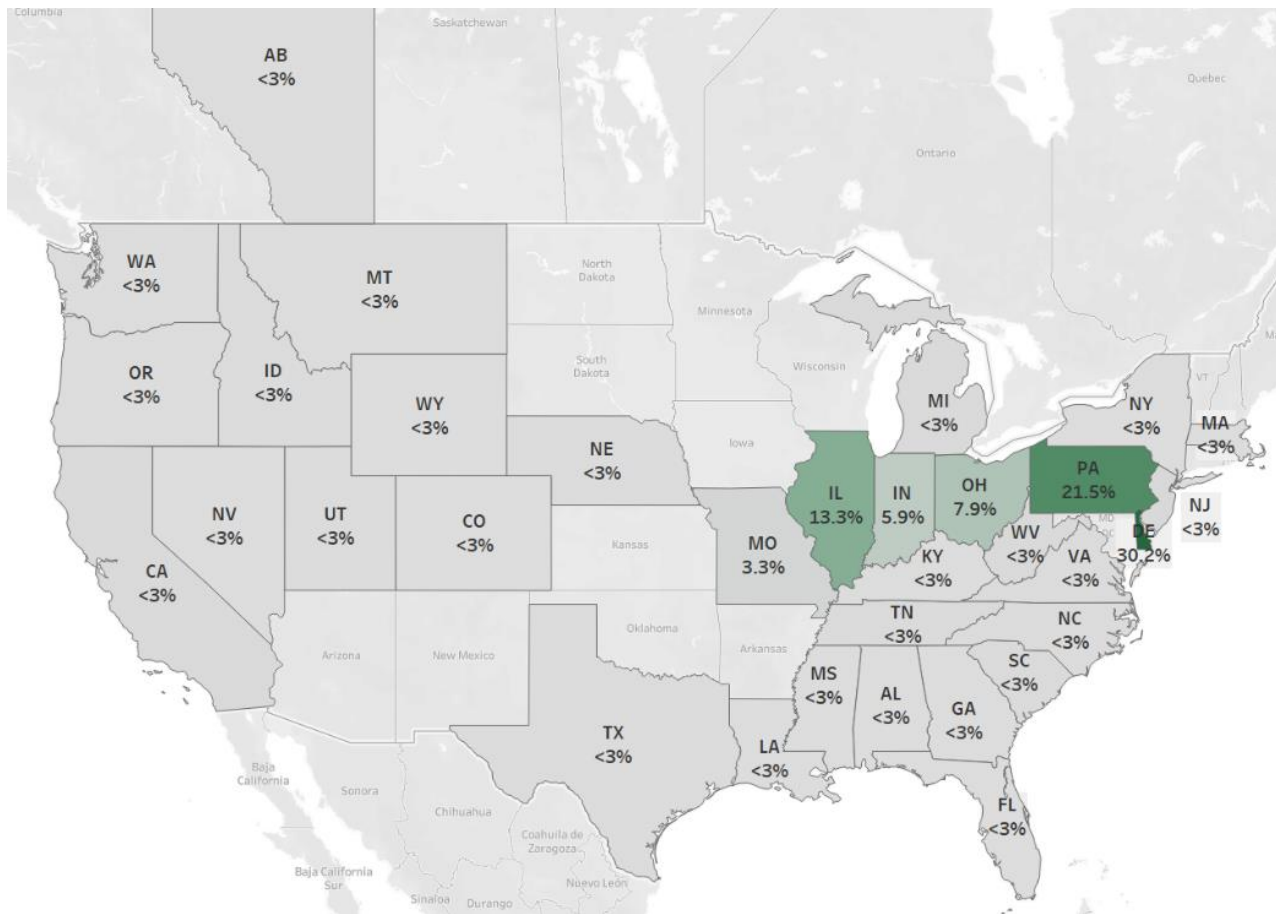 Columbia
Saskatchewan
AB
<3%
Quebec
Ontario
WA
<3%
MT
<3%
North
Dakota
Minnesota
OR
<3%
ID
<3%
South
Dakota
Wisconsin
WY
<3%
MI
<3%
NY
<3%
VT
MA
<3%
NE
<3%
Iowa
IL
13.3%
IN
5.9%
OH
7.9%
PA
21.5%
NJ
<3%
NV
<3%
UT
<3%
CO
<3%
Kansas
MO
3.3%
WV
<3%
MD
DE
30.2%
CA
<3%
KY
<3%
VA
<3%
TN
<3%
NC
<3%
Arizona
New Mexico
Oklahoma
Arkansas
MS
<3%
AL
<3%
GA
<3%
SC
<3%
TX
<3%
LA
<3%
FL
<3%
Baja
California
Sonora
Chihuahua
Coahuila de
Zaragoza
Baja California
Sur
Sinaloa
Durango
Nuevo León